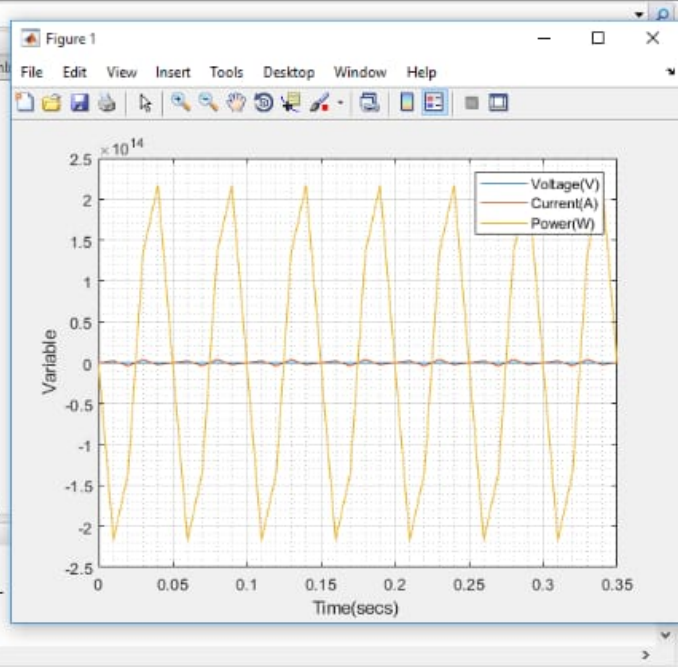 Figure 1
File Edit View Insert Tools Desktop Window Help
×10^14
Voltage(V)
Current(A)
Power(W)
2.5
2
1.5
1
0.5
0
-0.5
-1
-1.5
-2
-2.5
Variable
0 0.05 0.1 0.15 0.2 0.25 0.3 0.35
Time(secs)